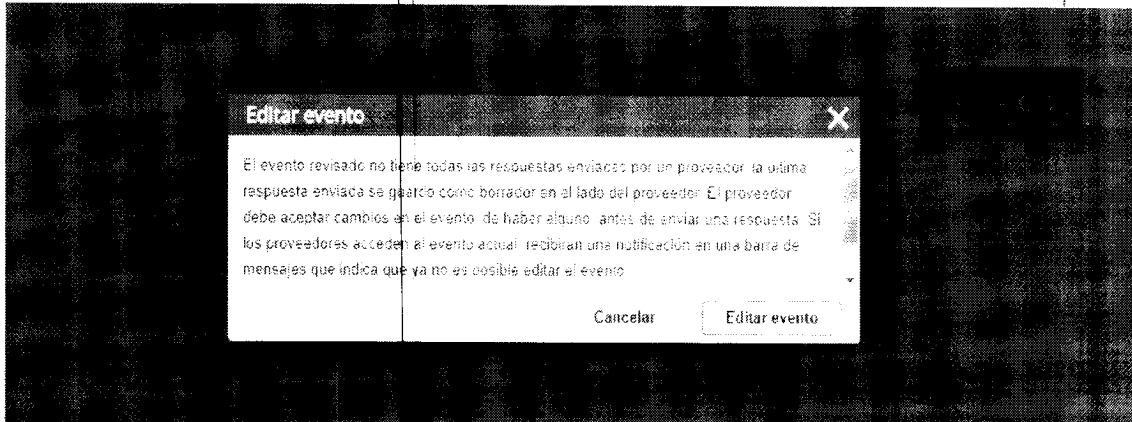 Editar evento
El evento revisado no tiene todas las respuestas enviadas por un proveedor la última
respuesta enviada se guardó como borrador en el lado del proveedor. El proveedor
debe aceptar cambios en el evento, de haber alguno, antes de enviar una respuesta. Si
los proveedores acceden al evento actual, recibirán una notificación en una barra de
mensajes que indica que ya no es posible editar el evento
Cancelar
Editar evento